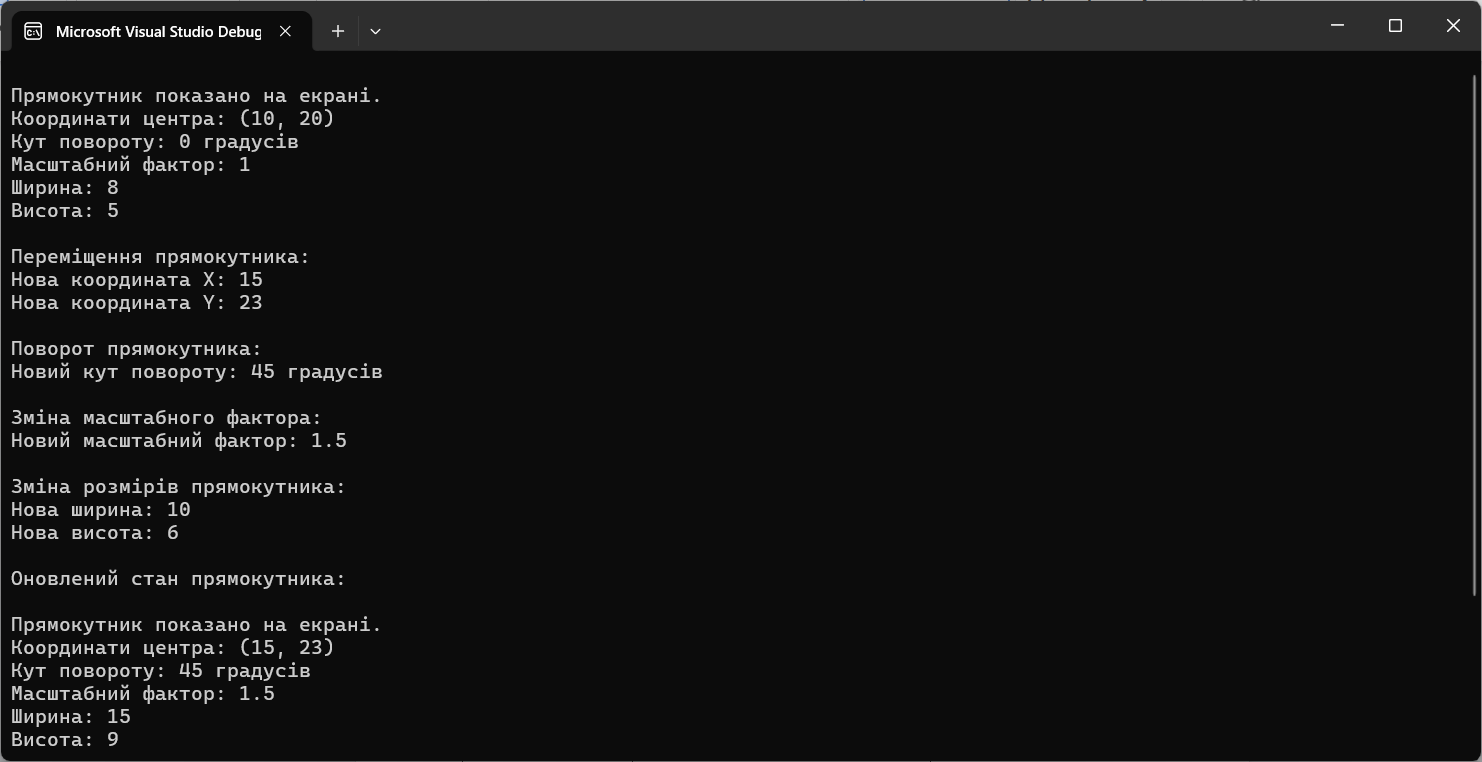 Microsoft Visual Studio Debug
Прямокутник показано на екрані.
Координати центра: (10, 20)
Кут повороту: 0 градусів
Масштабний фактор: 1
Ширина: 8
Висота: 5
Переміщення прямокутника:
Нова координата X: 15
Нова координата Y: 23
Поворот прямокутника:
Новий кут повороту: 45 градусів
Зміна масштабного фактора:
Новий масштабний фактор: 1.5
Зміна розмірів прямокутника:
Нова ширина: 10
Нова висота: 6
Оновлений стан прямокутника:
Прямокутник показано на екрані.
Координати центра: (15, 23)
Кут повороту: 45 градусів
Масштабний фактор: 1.5
Ширина: 15
Висота: 9